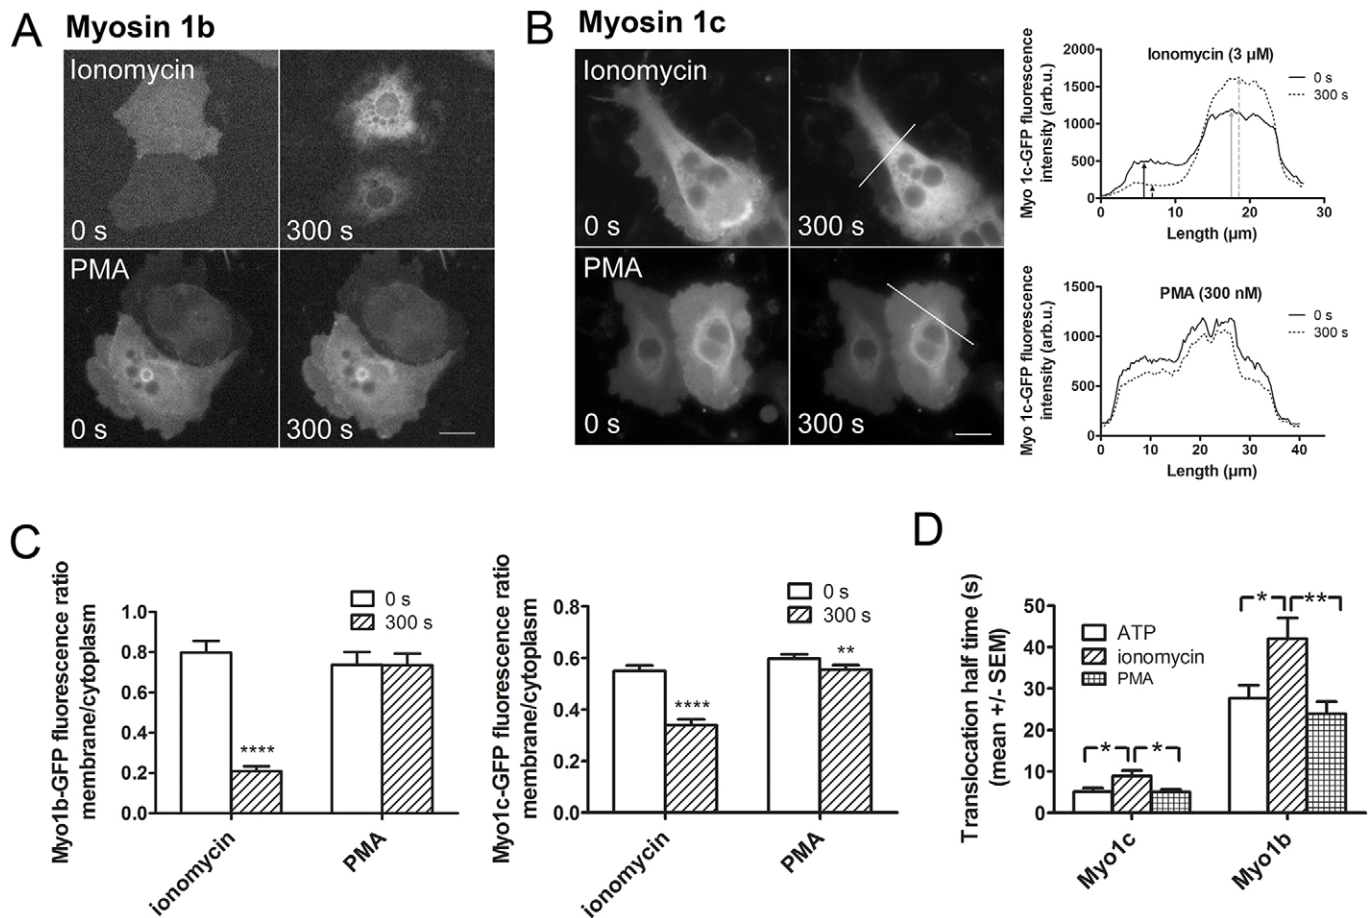 A
Myosin 1b
Ionomycin
0 s
300 s
PMA
0 s
300 s
B
Myosin 1c
Ionomycin
0 s
300 s
PMA
0 s
300 s
Myo 1c-GFP fluorescence
intensity (arb.u.)
2000
1500
1000
500
0
Ionomycin (3 µM)
0 s
300 s
0 10 20 30
Length (µm)
Myo 1c-GFP fluorescence
intensity (arb.u.)
1500
1000
500
0
PMA (300 nM)
0 s
300 s
0 10 20 30 40
Length (µm)
C
Myo1b-GFP fluorescence ratio
membrane/cytoplasm
1.0
0.8
0.6
0.4
0.2
0.0
0 s
300 s
****
ionomycin
PMA
Myo1c-GFP fluorescence ratio
membrane/cytoplasm
0.8
0.6
0.4
0.2
0.0
0 s
300 s
****
**
ionomycin
PMA
D
Translocation half time (s)
(mean +/- SEM)
50
40
30
20
10
0
ATP
ionomycin
PMA
* *
* **
Myo1c
Myo1b